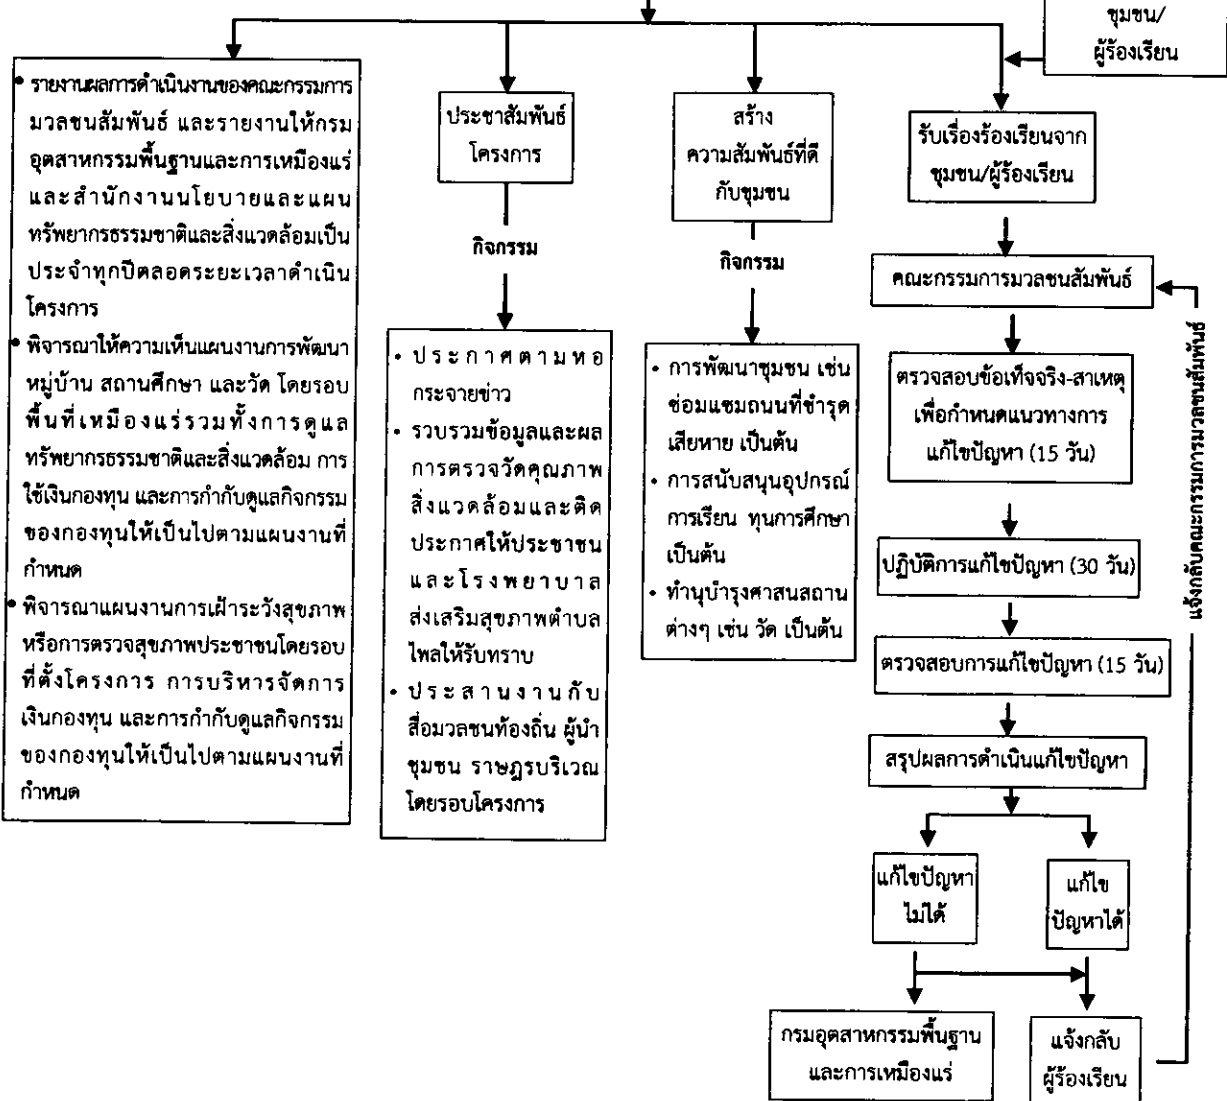 ชุมชน/
ผู้ร้องเรียน
• รายงานผลการดำเนินงานของคณะกรรมการ
มวลชนสัมพันธ์ และรายงานให้กรม
อุตสาหกรรมพื้นฐานและการเหมืองแร่
และสำนักงานนโยบายและแผน
ทรัพยากรธรรมชาติและสิ่งแวดล้อมเป็น
ประจำทุกปีตลอดระยะเวลาดำเนิน
โครงการ
• พิจารณาให้ความเห็นแผนงานการพัฒนา
หมู่บ้าน สถานศึกษา และวัด โดยรอบ
พื้นที่เหมืองแร่รวมทั้งการดูแล
ทรัพยากรธรรมชาติและสิ่งแวดล้อม การ
ใช้เงินกองทุน และการกำกับดูแลกิจกรรม
ของกองทุนให้เป็นไปตามแผนงานที่
กำหนด
• พิจารณาแผนงานการเฝ้าระวังสุขภาพ
หรือการตรวจสุขภาพประชาชนโดยรอบ
ที่ตั้งโครงการ การบริหารจัดการ
เงินกองทุน และการกำกับดูแลกิจกรรม
ของกองทุนให้เป็นไปตามแผนงานที่
กำหนด
ประชาสัมพันธ์
โครงการ
กิจกรรม
• ประกาศตามหอ
กระจายข่าว
• รวบรวมข้อมูลและผล
การตรวจวัดคุณภาพ
สิ่งแวดล้อมและติด
ประกาศให้ประชาชน
และโรงพยาบาล
ส่งเสริมสุขภาพตำบล
ไพลให้รับทราบ
• ประสานงานกับ
สื่อมวลชนท้องถิ่น ผู้นำ
ชุมชน ราษฎรบริเวณ
โดยรอบโครงการ
สร้าง
ความสัมพันธ์ที่ดี
กับชุมชน
กิจกรรม
• การพัฒนาชุมชน เช่น
ซ่อมแซมถนนที่ชำรุด
เสียหาย เป็นต้น
• การสนับสนุนอุปกรณ์
การเรียน ทุนการศึกษา
เป็นต้น
• ทำนุบำรุงศาสนสถาน
ต่างๆ เช่น วัด เป็นต้น
รับเรื่องร้องเรียนจาก
ชุมชน/ผู้ร้องเรียน
คณะกรรมการมวลชนสัมพันธ์
ตรวจสอบข้อเท็จจริง-สาเหตุ
เพื่อกำหนดแนวทางการ
แก้ไขปัญหา (15 วัน)
ปฏิบัติการแก้ไขปัญหา (30 วัน)
ตรวจสอบการแก้ไขปัญหา (15 วัน)
สรุปผลการดำเนินแก้ไขปัญหา
แก้ไขปัญหา
ไม่ได้
แก้ไข
ปัญหาได้
กรมอุตสาหกรรมพื้นฐาน
และการเหมืองแร่
แจ้งกลับ
ผู้ร้องเรียน
แจ้งกลับคณะกรรมการมวลชนสัมพันธ์